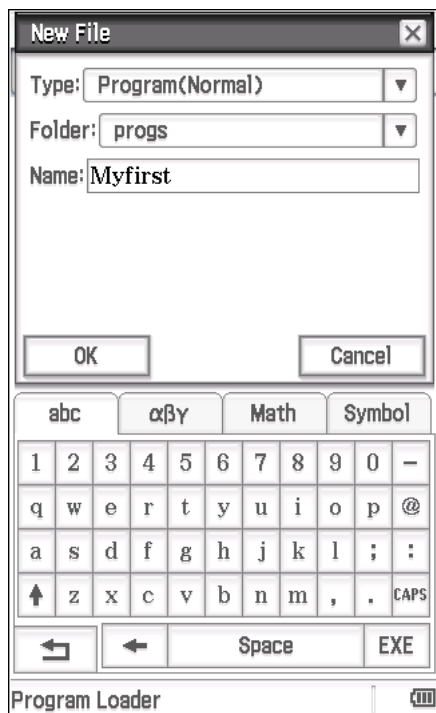 New File
Type: Program(Normal)
Folder: progs
Name: Myfirst
OK Cancel
abc αβγ Math Symbol
1 2 3 4 5 6 7 8 9 0 −
q w e r t y u i o p @
a s d f g h j k l ; :
z x c v b n m , . CAPS
Space EXE
Program Loader